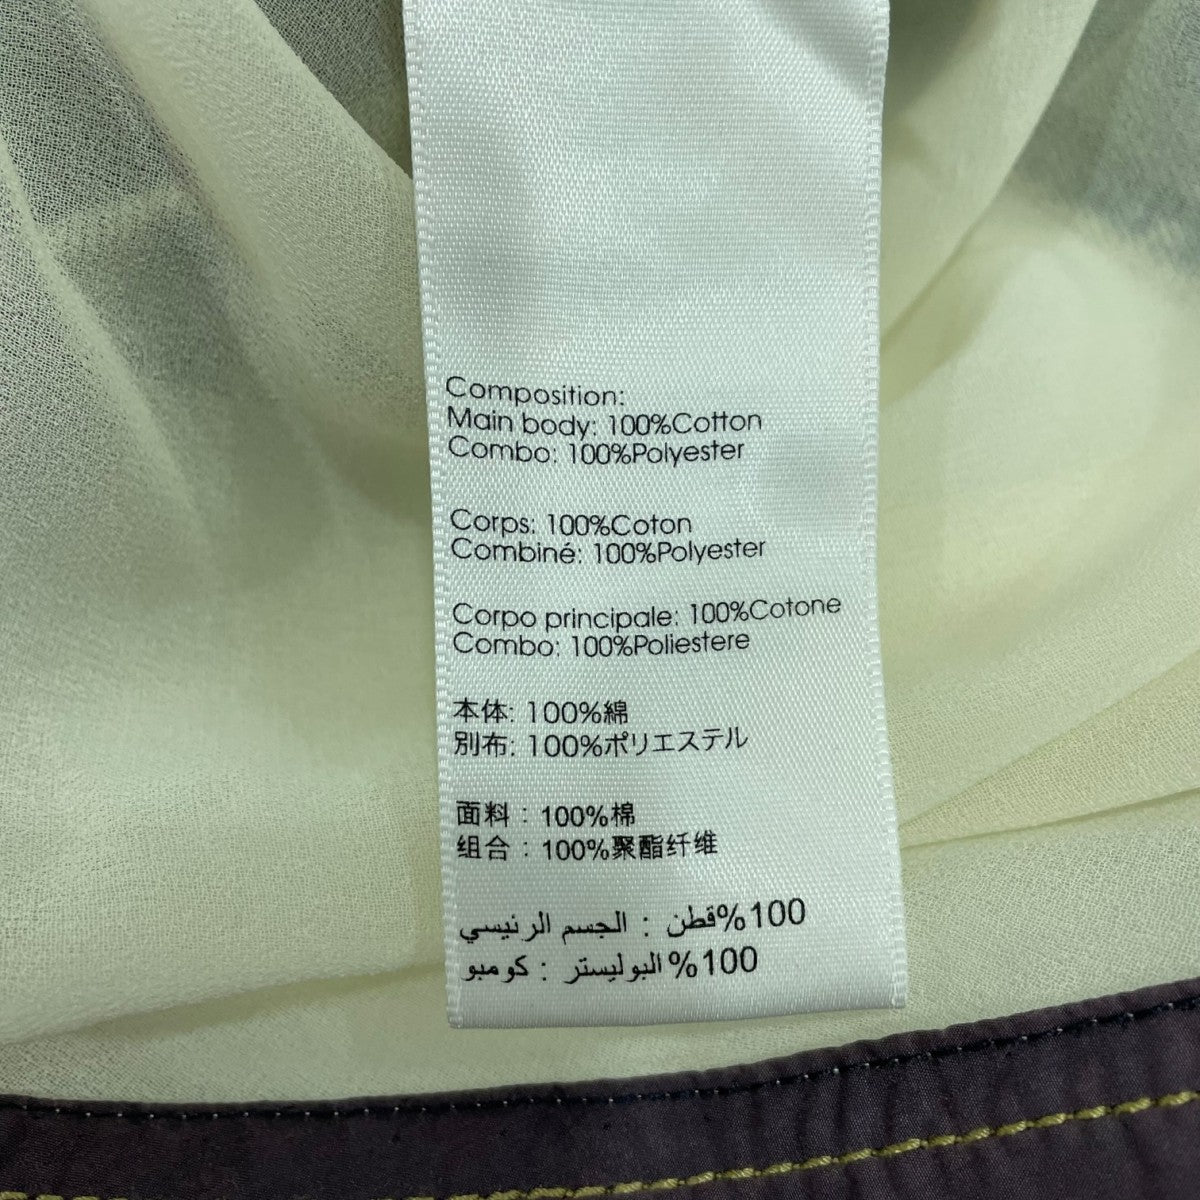 Composition:
Main body: 100%Cotton
Combo: 100%Polyester
Corps: 100%Coton
Combiné: 100%Polyester
Corpo principale: 100%Cotone
Combo: 100%Poliestere
本体: 100%綿
別布: 100%ポリエステル
面料：100%棉
组合：100%聚酯纤维
100%قطن : الجسم الرئيسي
100%البوليستر : كومبو